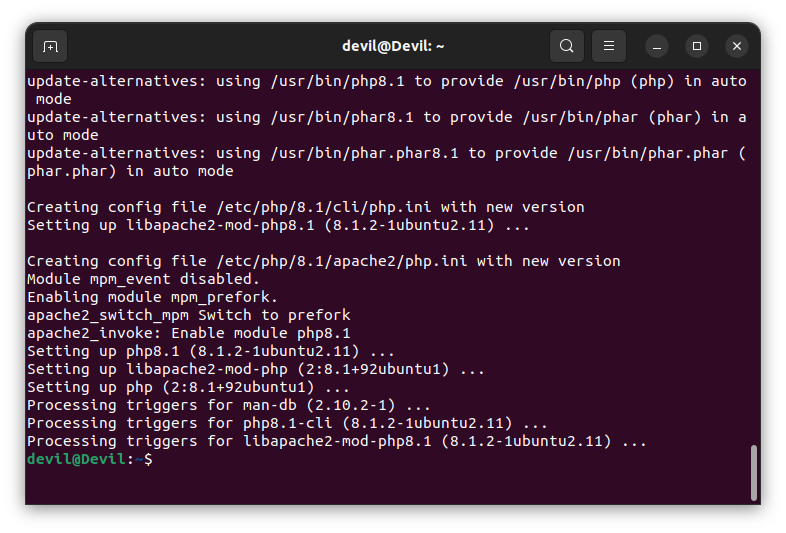 devil@Devil: ~
update-alternatives: using /usr/bin/php8.1 to provide /usr/bin/php (php) in auto
 mode
update-alternatives: using /usr/bin/phar8.1 to provide /usr/bin/phar (phar) in a
uto mode
update-alternatives: using /usr/bin/phar.phar8.1 to provide /usr/bin/phar.phar (
phar.phar) in auto mode

Creating config file /etc/php/8.1/cli/php.ini with new version
Setting up libapache2-mod-php8.1 (8.1.2-1ubuntu2.11) ...

Creating config file /etc/php/8.1/apache2/php.ini with new version
Module mpm_event disabled.
Enabling module mpm_prefork.
apache2_switch_mpm Switch to prefork
apache2_invoke: Enable module php8.1
Setting up php8.1 (8.1.2-1ubuntu2.11) ...
Setting up libapache2-mod-php (2:8.1+92ubuntu1) ...
Setting up php (2:8.1+92ubuntu1) ...
Processing triggers for man-db (2.10.2-1) ...
Processing triggers for php8.1-cli (8.1.2-1ubuntu2.11) ...
Processing triggers for libapache2-mod-php8.1 (8.1.2-1ubuntu2.11) ...
devil@Devil:~$